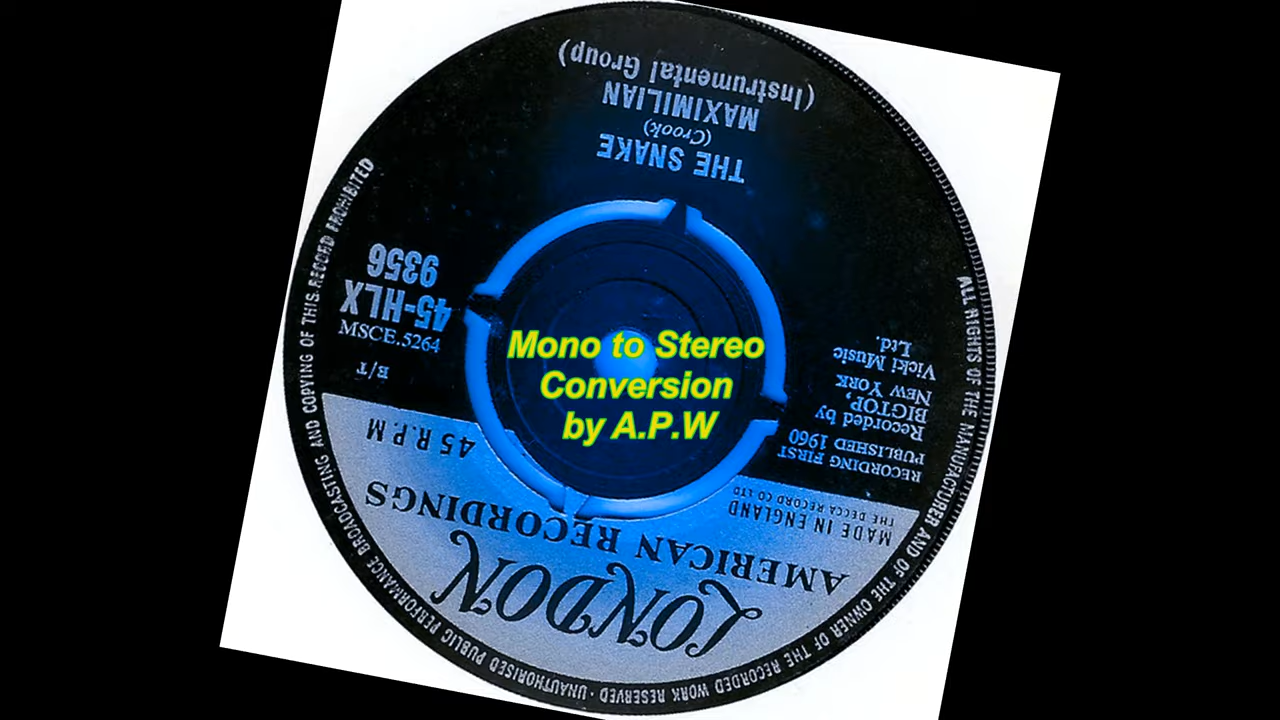 LONDON
AMERICAN RECORDINGS
MADE IN ENGLAND
THE DECCA RECORD CO LTD
45 R.P.M
RECORDING FIRST
PUBLISHED 1960
Recorded by
BIGTOP,
NEW YORK
Vicki Music
Ltd.
E/T
MSCE.5264
45-HLX
9356
THE SNAKE
(Crook)
MAXIMILIAN
(Instrumental Group)
ALL RIGHTS OF THE MANUFACTURER AND OF THE OWNER OF THE RECORDED WORK RESERVED · UNAUTHORISED PUBLIC PERFORMANCE BROADCASTING AND COPYING OF THIS RECORD PROHIBITED
Mono to Stereo
Conversion
by A.P.W